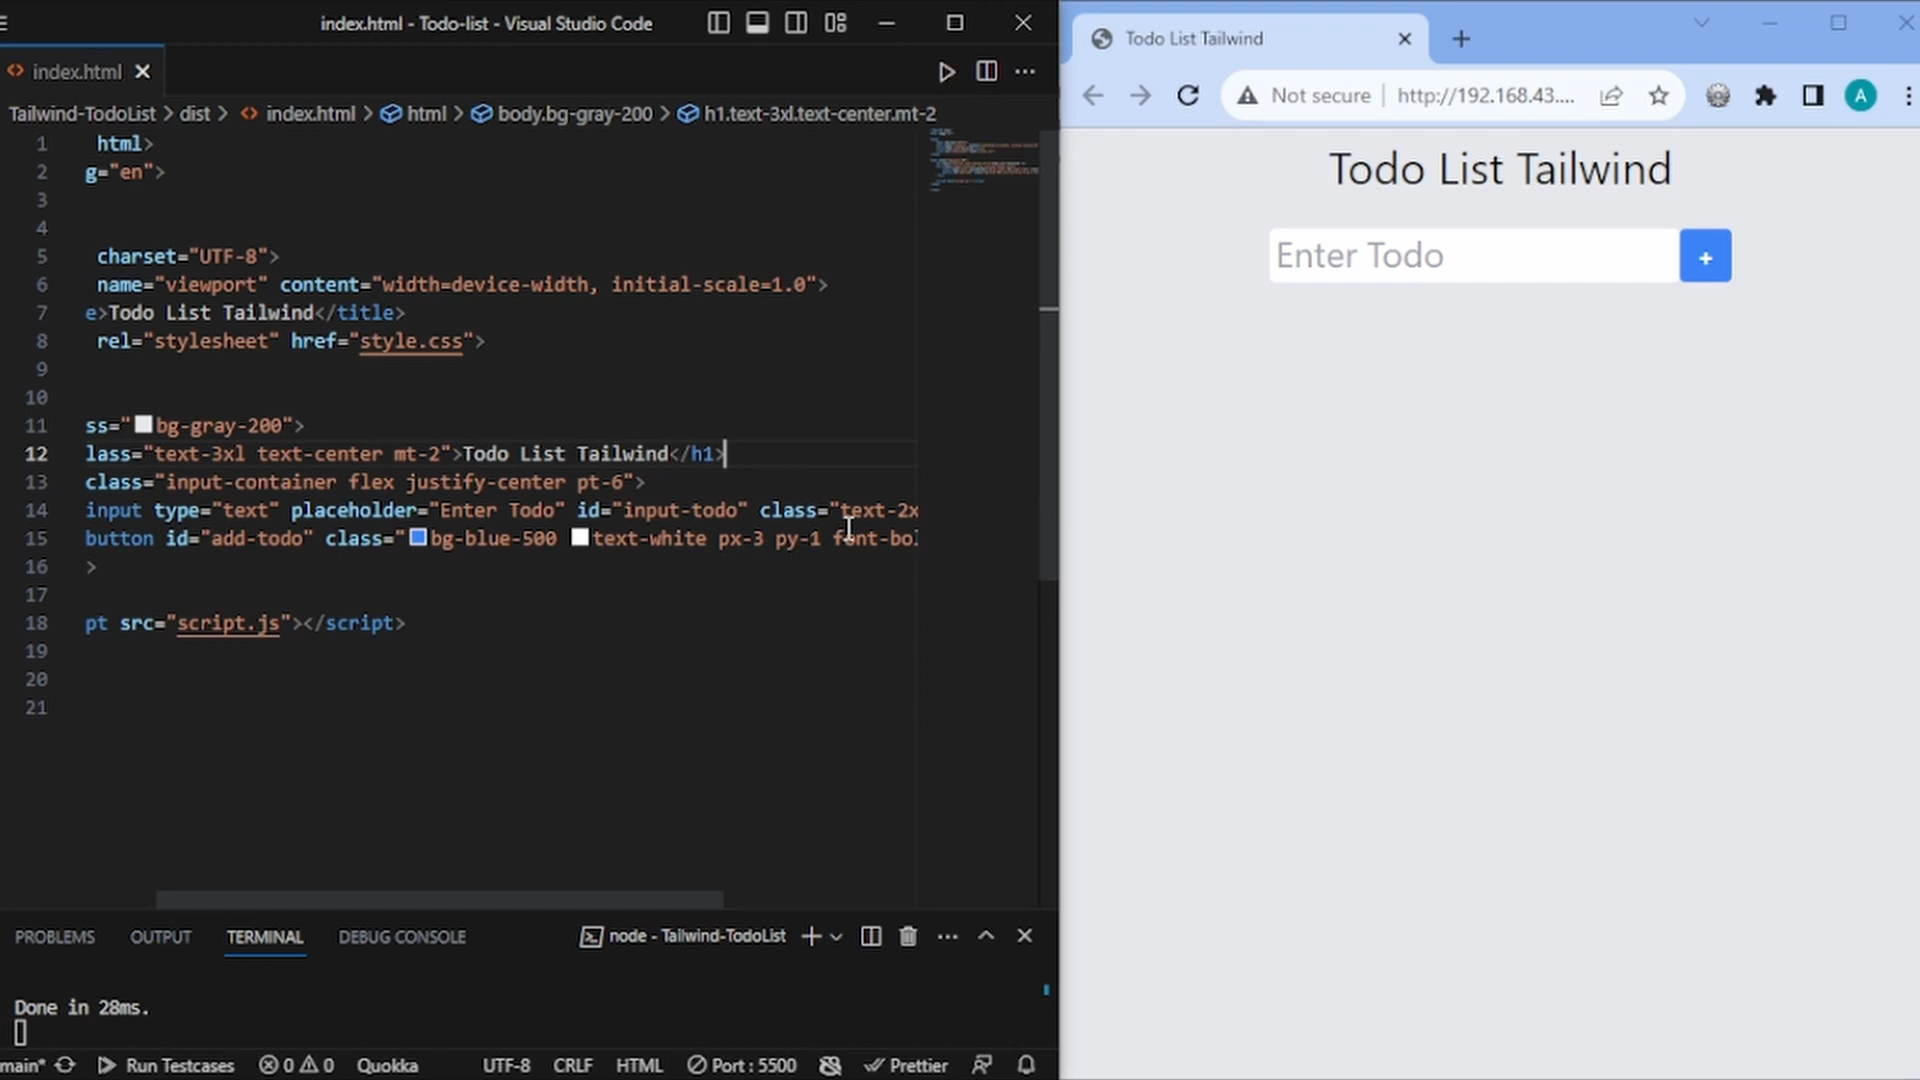 index.html - Todo-list - Visual Studio Code
index.html
Tailwind-TodoList > dist > index.html > html > body.bg-gray-200 > h1.text-3xl.text-center.mt-2
1 html>
2 g="en">
3
4
5 charset="UTF-8">
6 name="viewport" content="width=device-width, initial-scale=1.0">
7 e>Todo List Tailwind</title>
8 rel="stylesheet" href="style.css">
9
10
11 ss="bg-gray-200">
12 lass="text-3xl text-center mt-2">Todo List Tailwind</h1>
13 class="input-container flex justify-center pt-6">
14 input type="text" placeholder="Enter Todo" id="input-todo" class="text-2x
15 button id="add-todo" class="bg-blue-500 text-white px-3 py-1 font-bol
16 >
17
18 pt src="script.js"></script>
19
20
21
PROBLEMS OUTPUT TERMINAL DEBUG CONSOLE node - Tailwind-TodoList
Done in 28ms.
main* Run Testcases 0 0 Quokka UTF-8 CRLF HTML Port : 5500 Prettier
Todo List Tailwind
Not secure http://192.168.43....
A
Todo List Tailwind
Enter Todo +